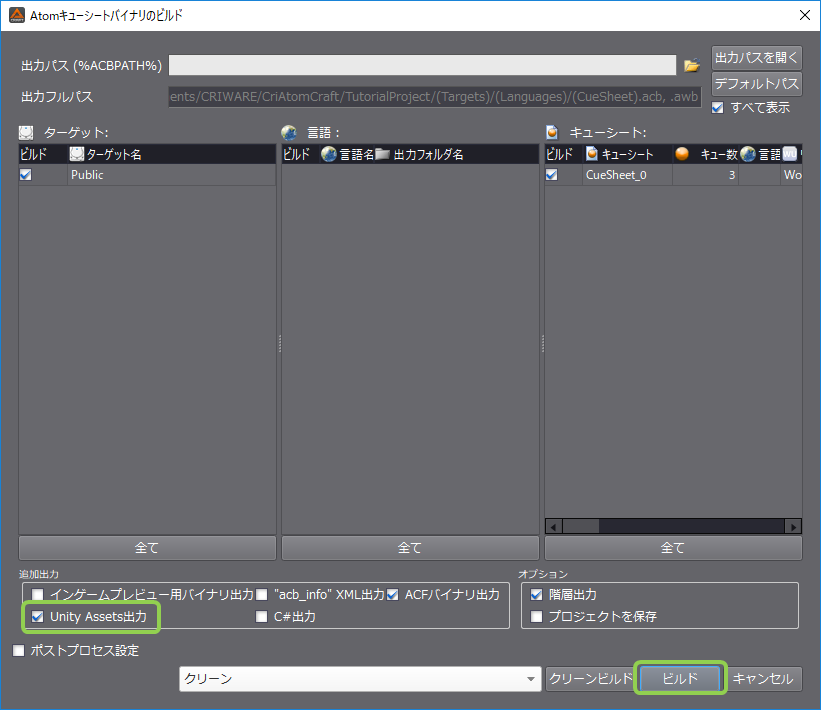 Atomキューシートバイナリのビルド
出力パス (%ACBPATH%)
出力パスを開く
デフォルトパス
出力フルパス
ents/CRIWARE/CriAtomCraft/TutorialProject/(Targets)/(Languages)/(CueSheet).acb, .awb
すべて表示
ターゲット:
言語 :
キューシート:
ビルド ターゲット名
ビルド 言語名 出力フォルダ名
ビルド キューシート キュー数 言語
Public
CueSheet_0 3 Wo
全て
全て
全て
追加出力
オプション
インゲームプレビュー用バイナリ出力 "acb_info" XML出力 ACFバイナリ出力
階層出力
Unity Assets出力 C#出力
プロジェクトを保存
ポストプロセス設定
クリーン
クリーンビルド
ビルド
キャンセル